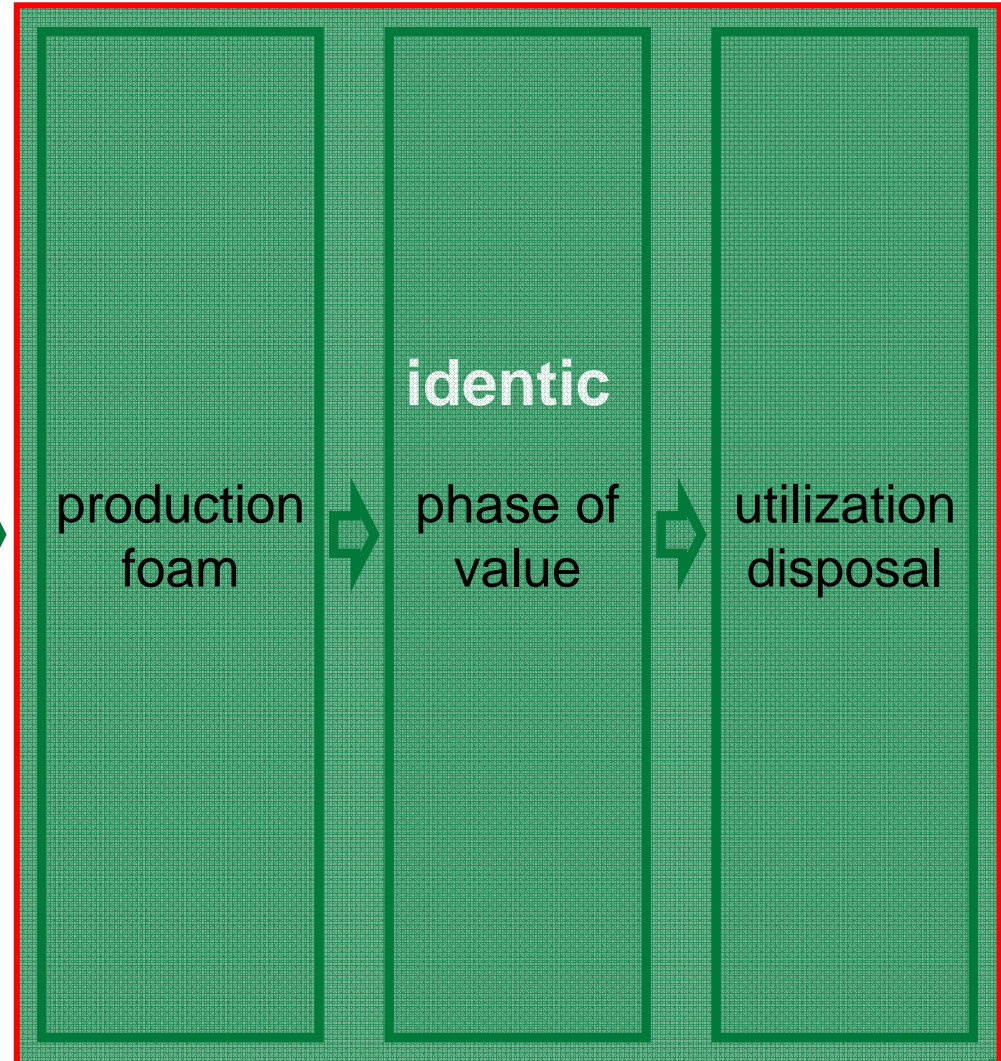 identic
production
foam
phase of
value
utilization
disposal